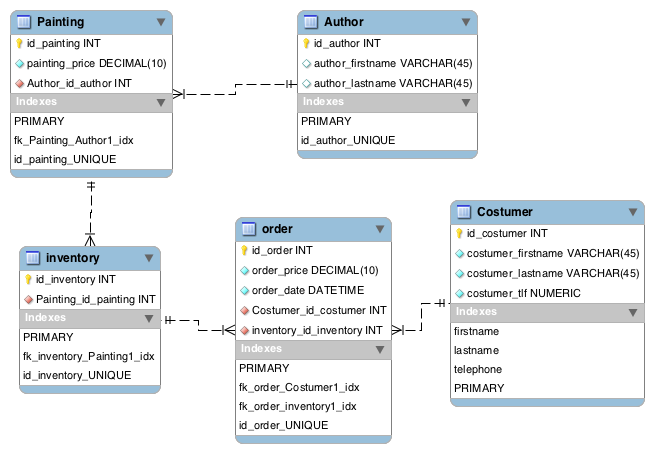 Painting
id_painting INT
painting_price DECIMAL(10)
Author_id_author INT
Indexes
PRIMARY
fk_Painting_Author1_idx
id_painting_UNIQUE
Author
id_author INT
author_firstname VARCHAR(45)
author_lastname VARCHAR(45)
Indexes
PRIMARY
id_author_UNIQUE
inventory
id_inventory INT
Painting_id_painting INT
Indexes
PRIMARY
fk_inventory_Painting1_idx
id_inventory_UNIQUE
order
id_order INT
order_price DECIMAL(10)
order_date DATETIME
Costumer_id_costumer INT
inventory_id_inventory INT
Indexes
PRIMARY
fk_order_Costumer1_idx
fk_order_inventory1_idx
id_order_UNIQUE
Costumer
id_costumer INT
costumer_firstname VARCHAR(45)
costumer_lastname VARCHAR(45)
costumer_tlf NUMERIC
Indexes
firstname
lastname
telephone
PRIMARY